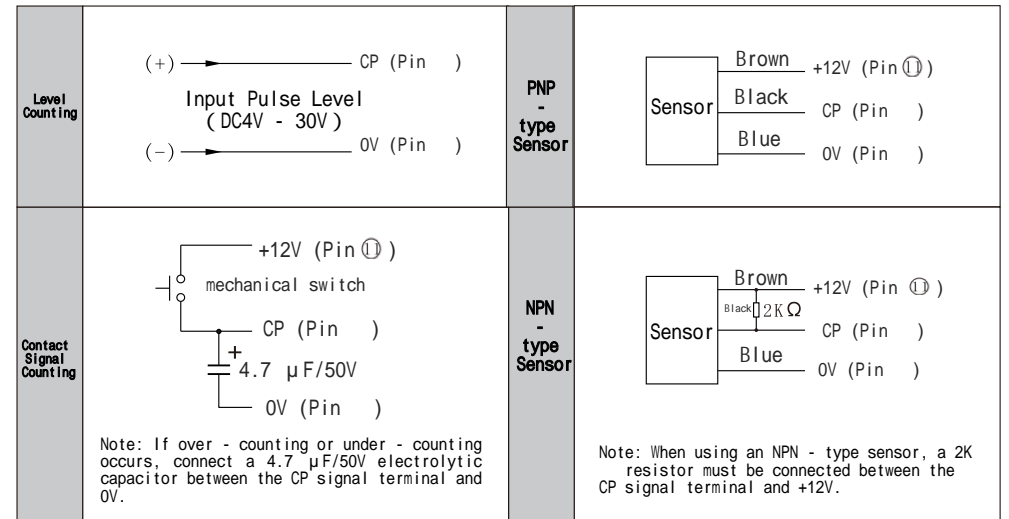 Level
Counting
(+) CP (Pin )
Input Pulse Level
(DC4V - 30V)
(-) 0V (Pin )
PNP
-
type
Sensor
Sensor
Brown +12V (Pin ⑪)
Black CP (Pin )
Blue 0V (Pin )
Contact
Signal
Counting
+12V (Pin ⑪)
mechanical switch
CP (Pin )
+
4.7 μF/50V
0V (Pin )
Note: If over - counting or under - counting
occurs, connect a 4.7 μF/50V electrolytic
capacitor between the CP signal terminal and
0V.
NPN
-
type
Sensor
Sensor
Brown +12V (Pin ⑪)
Black 2KΩ
CP (Pin )
Blue 0V (Pin )
Note: When using an NPN - type sensor, a 2K
resistor must be connected between the
CP signal terminal and +12V.